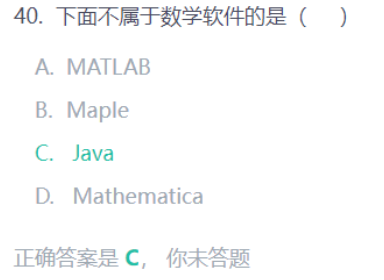 40. 下面不属于数学软件的是（　）
A. MATLAB
B. Maple
C. Java
D. Mathematica
正确答案是 C， 你未答题